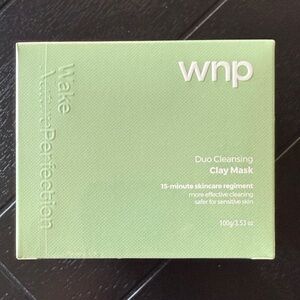 wnp
Wake
NaturePerfection
Duo Cleansing
Clay Mask
15-minute skincare regiment
more effective cleaning
safer for sensitive skin
100g/3.53 oz